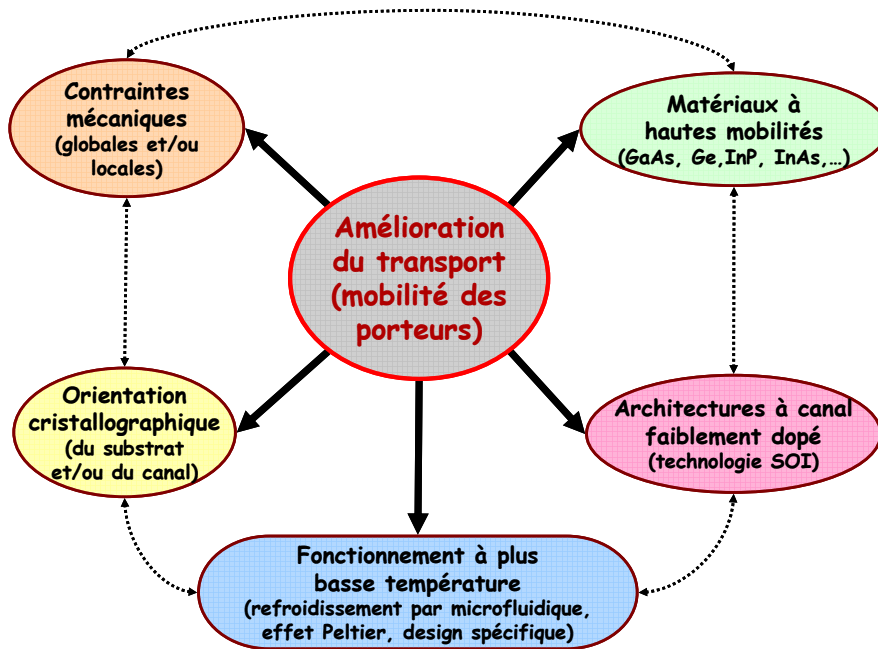 Contraintes
mécaniques
(globales et/ou
locales)
Matériaux à
hautes mobilités
(GaAs, Ge,InP, InAs,…)
Amélioration
du transport
(mobilité des
porteurs)
Orientation
cristallographique
(du substrat
et/ou du canal)
Architectures à canal
faiblement dopé
(technologie SOI)
Fonctionnement à plus
basse température
(refroidissement par microfluidique,
effet Peltier, design spécifique)